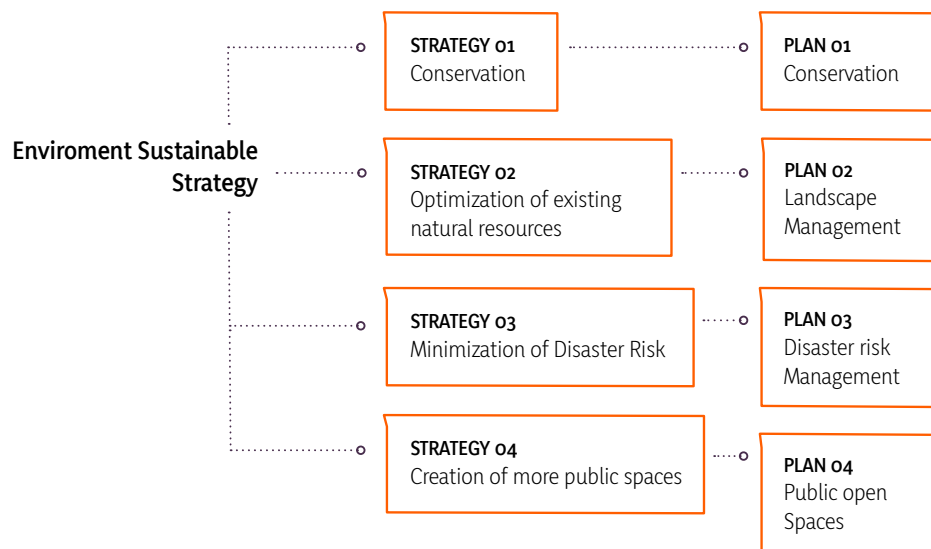 Enviroment Sustainable
Strategy
STRATEGY 01
Conservation
PLAN 01
Conservation
STRATEGY 02
Optimization of existing
natural resources
PLAN 02
Landscape
Management
STRATEGY 03
Minimization of Disaster Risk
PLAN 03
Disaster risk
Management
STRATEGY 04
Creation of more public spaces
PLAN 04
Public open
Spaces